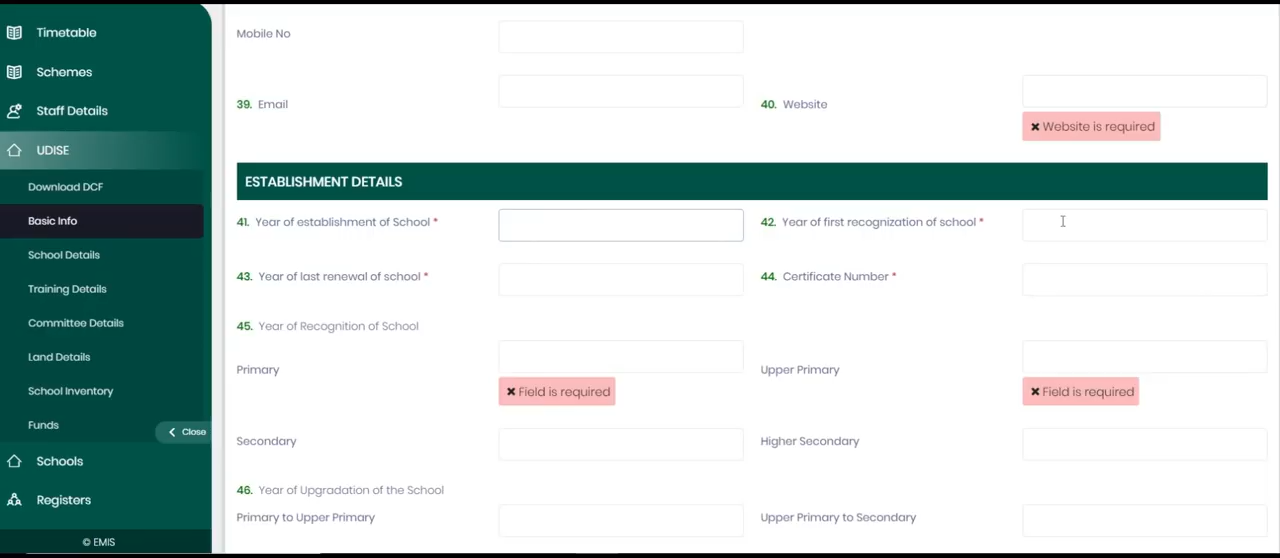 Timetable
Schemes
Staff Details
UDISE
Download DCF
Basic Info
School Details
Training Details
Committee Details
Land Details
School Inventory
Funds
Close
Schools
Registers
© EMIS
Mobile No
39. Email
40. Website
✖ Website is required
ESTABLISHMENT DETAILS
41. Year of establishment of School *
42. Year of first recognization of school *
43. Year of last renewal of school *
44. Certificate Number *
45. Year of Recognition of School
Primary
✖ Field is required
Upper Primary
✖ Field is required
Secondary
Higher Secondary
46. Year of Upgradation of the School
Primary to Upper Primary
Upper Primary to Secondary